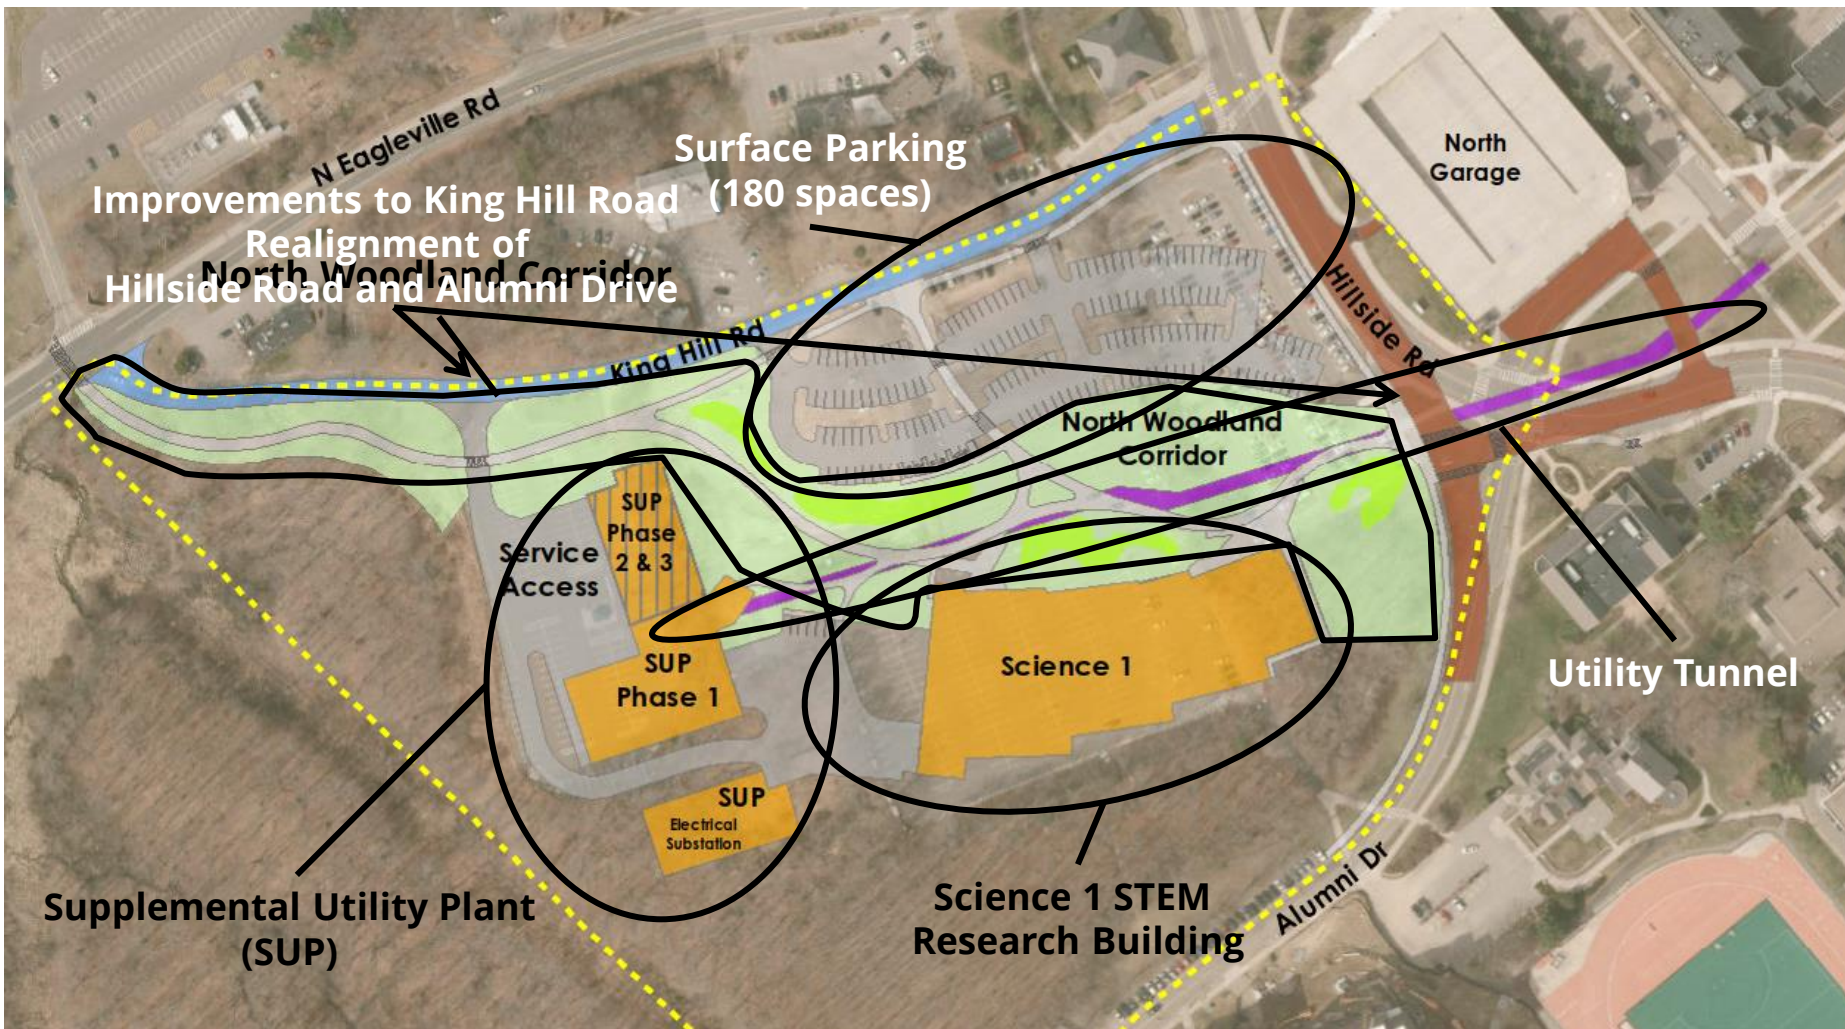 N Eagleville Rd
Surface Parking
(180 spaces)
North
Garage
Improvements to King Hill Road
Realignment of
Hillside Road and Alumni Drive
North Woodland Corridor
Hillside Rd
King Hill Rd
North Woodland
Corridor
SUP
Phase
2 & 3
Service
Access
SUP
Phase 1
Science 1
Utility Tunnel
SUP
Electrical
Substation
Alumni Dr
Supplemental Utility Plant
(SUP)
Science 1 STEM
Research Building